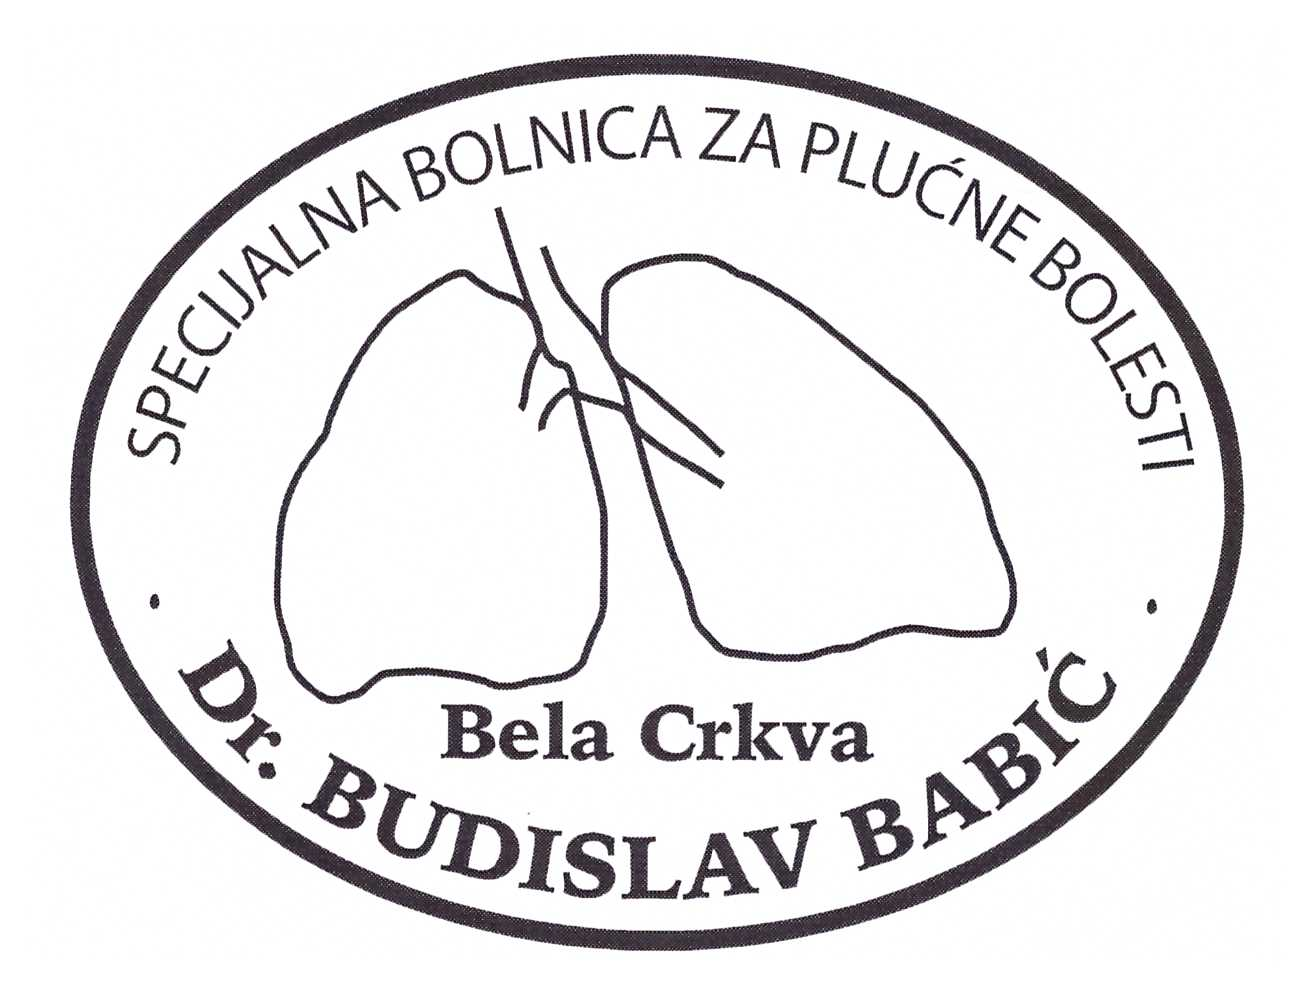 SPECIJALNA BOLNICA ZA PLUĆNE BOLESTI
Bela Crkva
Dr. BUDISLAV BABIĆ